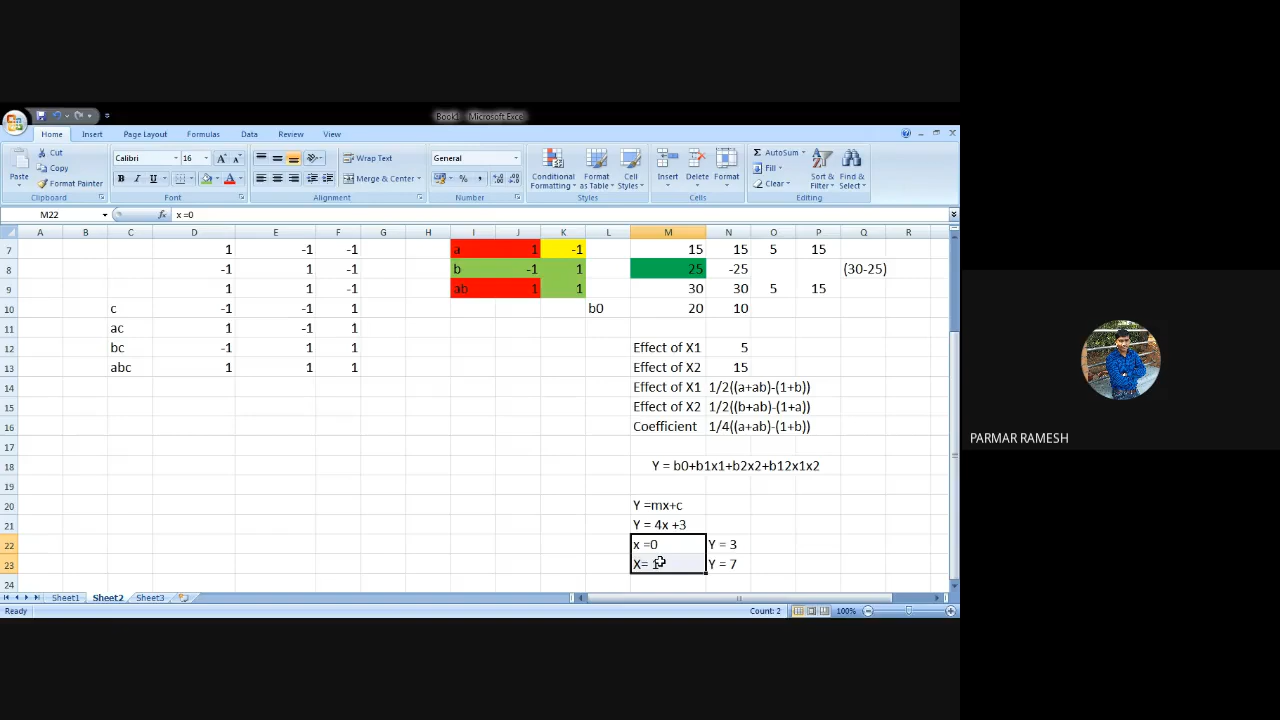 Book1 - Microsoft Excel
Home Insert Page Layout Formulas Data Review View
Paste
Cut
Copy
Format Painter
Clipboard
Calibri 16
B I U
Font
Wrap Text
Merge & Center
Alignment
General
% ,
Number
Conditional Formatting
Format as Table
Cell Styles
Styles
Insert Delete Format
Cells
AutoSum
Fill
Clear
Sort & Filter
Find & Select
Editing
M22 fx x =0
A B C D E F G H I J K L M N O P Q R
7 1 -1 -1 a 1 -1 15 15 5 15
8 -1 1 -1 b -1 1 25 -25 (30-25)
9 1 1 -1 ab 1 1 30 30 5 15
10 c -1 -1 1 b0 20 10
11 ac 1 -1 1
12 bc -1 1 1 Effect of X1 5
13 abc 1 1 1 Effect of X2 15
14 Effect of X1 1/2((a+ab)-(1+b))
15 Effect of X2 1/2((b+ab)-(1+a))
16 Coefficient 1/4((a+ab)-(1+b))
17
18 Y = b0+b1x1+b2x2+b12x1x2
19
20 Y =mx+c
21 Y = 4x +3
22 x =0 Y = 3
23 X= 1 Y = 7
24
Sheet1 Sheet2 Sheet3
Ready Count: 2 100%
PARMAR RAMESH